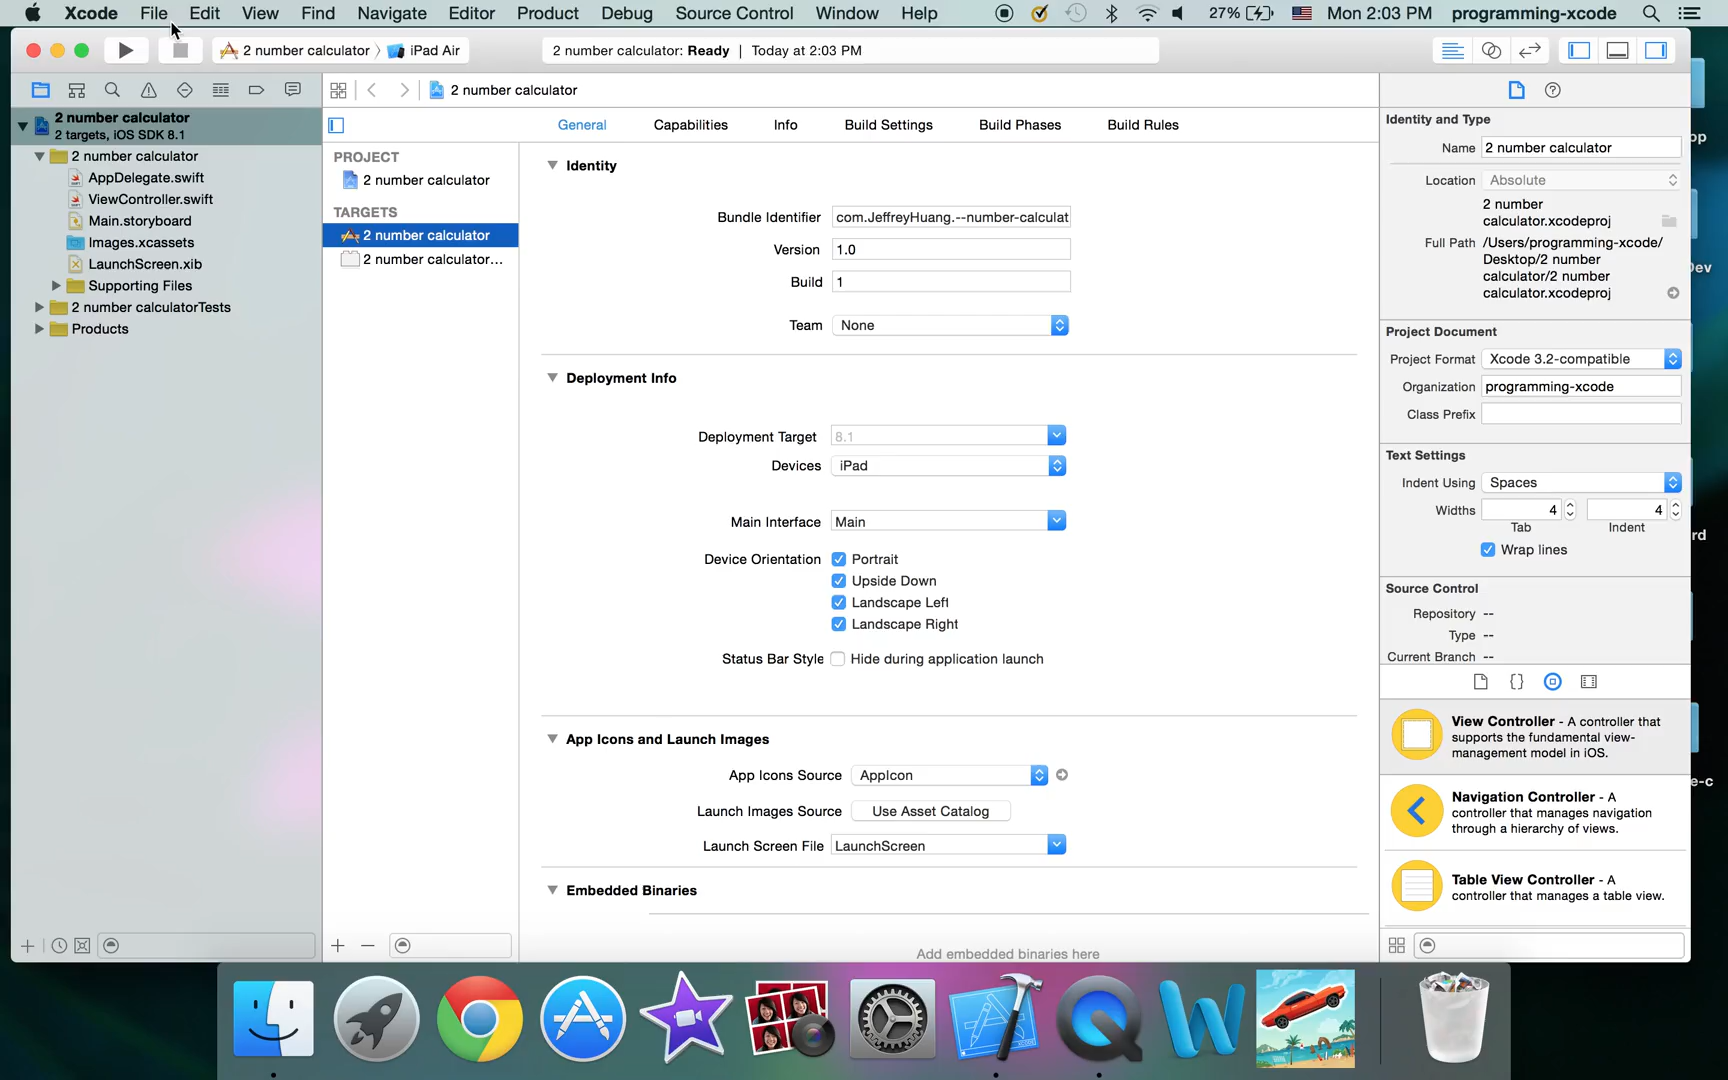 Xcode File Edit View Find Navigate Editor Product Debug Source Control Window Help 27% Mon 2:03 PM programming-xcode
2 number calculator iPad Air
2 number calculator: Ready | Today at 2:03 PM
2 number calculator
2 targets, iOS SDK 8.1
2 number calculator
AppDelegate.swift
ViewController.swift
Main.storyboard
Images.xcassets
LaunchScreen.xib
Supporting Files
2 number calculatorTests
Products
2 number calculator
General Capabilities Info Build Settings Build Phases Build Rules
PROJECT
2 number calculator
TARGETS
2 number calculator
2 number calculator...
Identity
Bundle Identifier com.JeffreyHuang.--number-calculat
Version 1.0
Build 1
Team None
Deployment Info
Deployment Target 8.1
Devices iPad
Main Interface Main
Device Orientation Portrait
Upside Down
Landscape Left
Landscape Right
Status Bar Style Hide during application launch
App Icons and Launch Images
App Icons Source AppIcon
Launch Images Source Use Asset Catalog
Launch Screen File LaunchScreen
Embedded Binaries
Add embedded binaries here
Identity and Type
Name 2 number calculator
Location Absolute
2 number
calculator.xcodeproj
Full Path /Users/programming-xcode/
Desktop/2 number
calculator/2 number
calculator.xcodeproj
Project Document
Project Format Xcode 3.2-compatible
Organization programming-xcode
Class Prefix
Text Settings
Indent Using Spaces
Widths 4 4
Tab Indent
Wrap lines
Source Control
Repository --
Type --
Current Branch --
{}
View Controller - A controller that
supports the fundamental view-
management model in iOS.
Navigation Controller - A
controller that manages navigation
through a hierarchy of views.
Table View Controller - A
controller that manages a table view.
op
Dev
rd
e-c